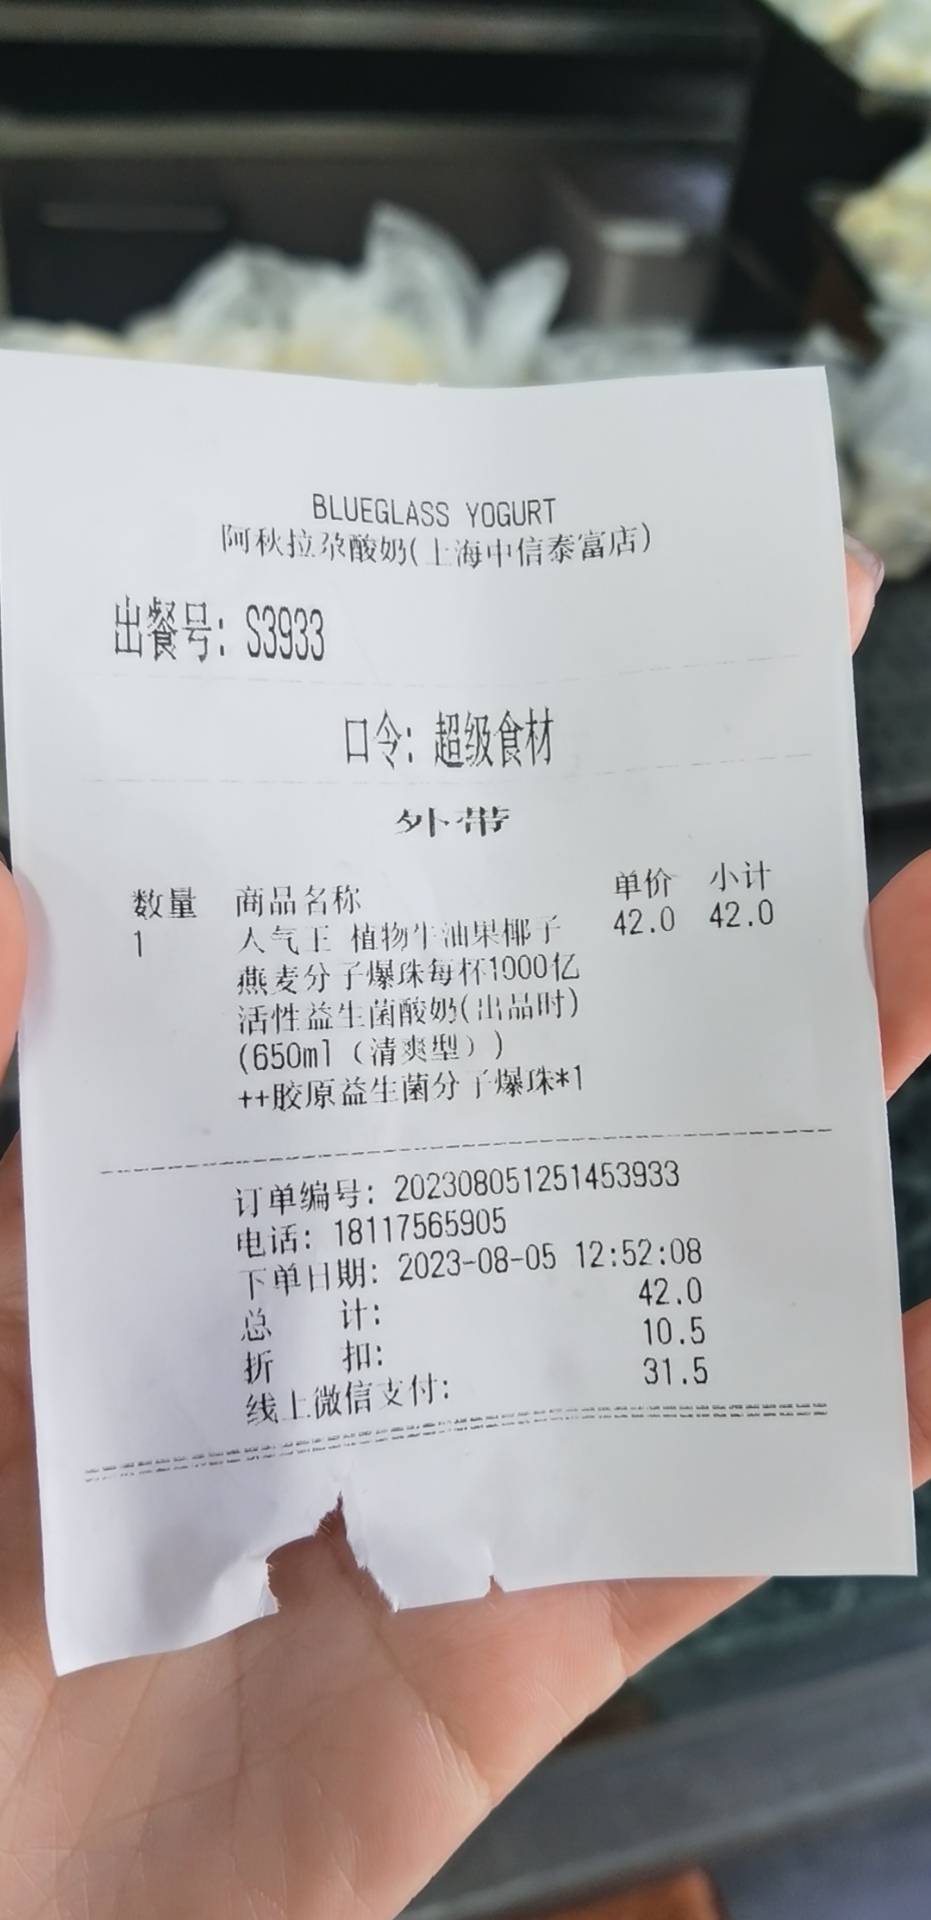 BLUEGLASS YOGURT
阿秋拉尕酸奶(上海中信泰富店)
出餐号: S3933
口令: 超级食材
外带
数量 商品名称 单价 小计
1 人气王 植物牛油果椰子 42.0 42.0
燕麦分子爆珠每杯1000亿
活性益生菌酸奶(出品时)
(650ml（清爽型）)
++胶原益生菌分子爆珠*1
订单编号: 202308051251453933
电话: 18117565905
下单日期: 2023-08-05 12:52:08
总 计: 42.0
折 扣: 10.5
线上微信支付: 31.5